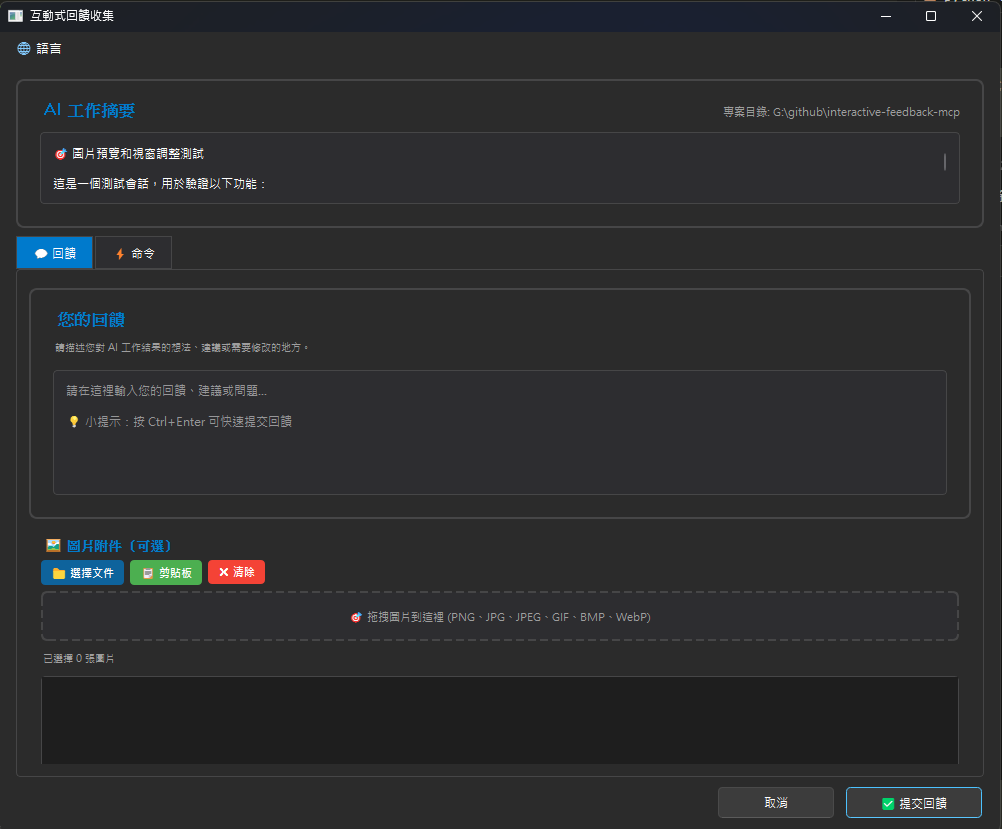 互動式回饋收集
語言
AI 工作摘要
專案目錄: G:\github\interactive-feedback-mcp
🎯 圖片預覽和視窗調整測試
這是一個測試會話，用於驗證以下功能：
回饋
命令
您的回饋
請描述您對 AI 工作結果的想法、建議或需要修改的地方。
請在這裡輸入您的回饋、建議或問題...
💡 小提示：按 Ctrl+Enter 可快速提交回饋
圖片附件（可選）
選擇文件
剪貼板
清除
🎯 拖拽圖片到這裡 (PNG、JPG、JPEG、GIF、BMP、WebP)
已選擇 0 張圖片
取消
提交回饋